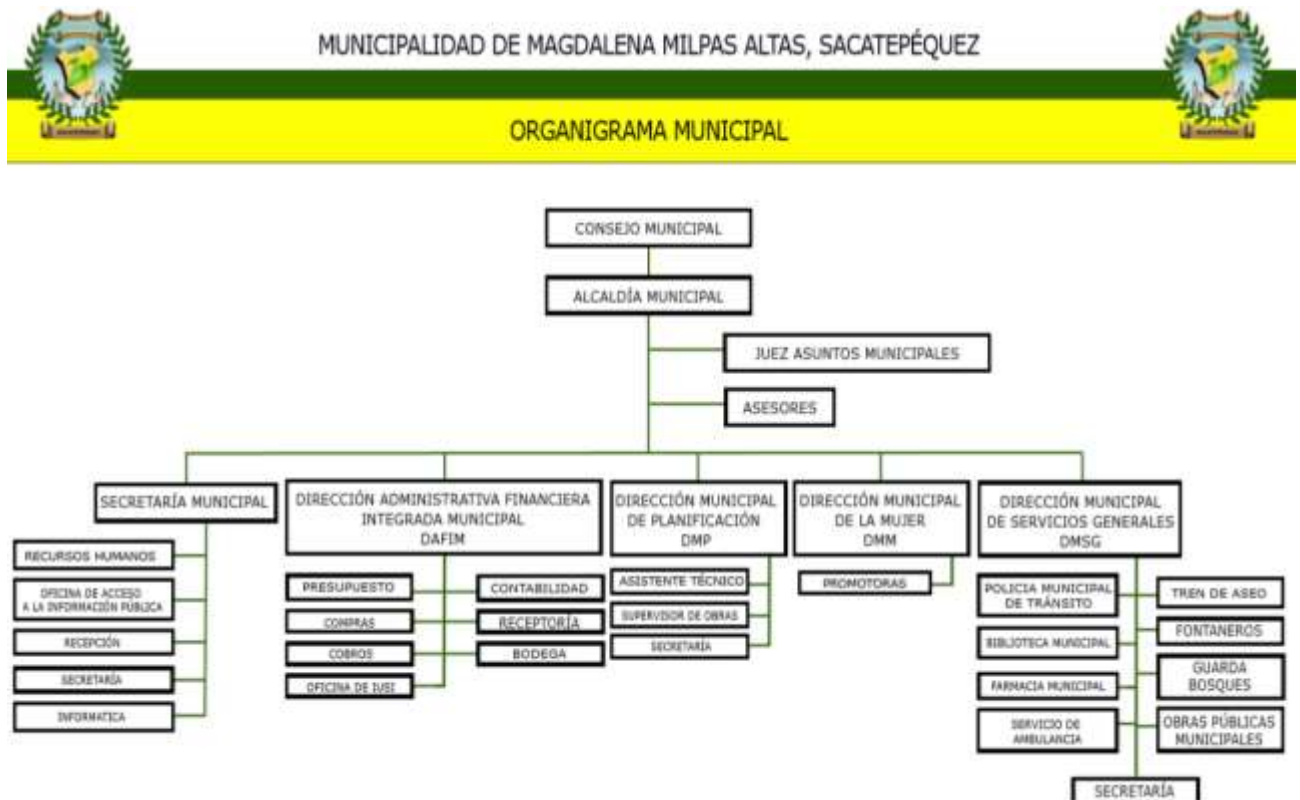 MUNICIPALIDAD DE MAGDALENA MILPAS ALTAS, SACATEPÉQUEZ
ORGANIGRAMA MUNICIPAL
CONSEJO MUNICIPAL
ALCALDÍA MUNICIPAL
JUEZ ASUNTOS MUNICIPALES
ASESORES
SECRETARÍA MUNICIPAL
RECURSOS HUMANOS
OFICINA DE ACCESO
A LA INFORMACIÓN PÚBLICA
RECEPCIÓN
SECRETARÍA
INFORMATICA
DIRECCIÓN ADMINISTRATIVA FINANCIERA
INTEGRADA MUNICIPAL
DAFIM
PRESUPUESTO
COMPRAS
COBROS
OFICINA DE IUSI
CONTABILIDAD
RECEPTORÍA
BODEGA
DIRECCIÓN MUNICIPAL
DE PLANIFICACIÓN
DMP
ASISTENTE TÉCNICO
SUPERVISOR DE OBRAS
SECRETARÍA
DIRECCIÓN MUNICIPAL
DE LA MUJER
DMM
PROMOTORAS
DIRECCIÓN MUNICIPAL
DE SERVICIOS GENERALES
DMSG
POLICIA MUNICIPAL
DE TRÁNSITO
BIBLIOTECA MUNICIPAL
FARMACIA MUNICIPAL
SERVICIO DE
AMBULANCIA
TREN DE ASEO
FONTANEROS
GUARDA
BOSQUES
OBRAS PÚBLICAS
MUNICIPALES
SECRETARÍA